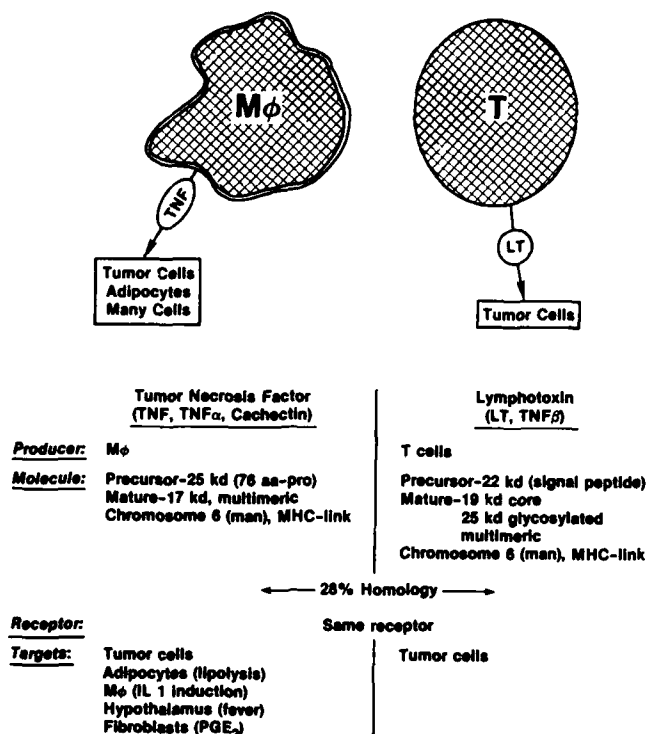 Mφ
T
TNF
LT
Tumor Cells
Adipocytes
Many Cells
Tumor Cells
Tumor Necrosis Factor
(TNF, TNFα, Cachectin)
Lymphotoxin
(LT, TNFβ)
Producer: Mφ
T cells
Molecule: Precursor-25 kd (76 aa-pro)
Mature-17 kd, multimeric
Chromosome 6 (man), MHC-link
Precursor-22 kd (signal peptide)
Mature-19 kd core
25 kd glycosylated
multimeric
Chromosome 6 (man), MHC-link
28% Homology
Receptor: Same receptor
Targets: Tumor cells
Adipocytes (lipolysis)
Mφ (IL 1 induction)
Hypothalamus (fever)
Fibroblasts (PGE₂)
Tumor cells